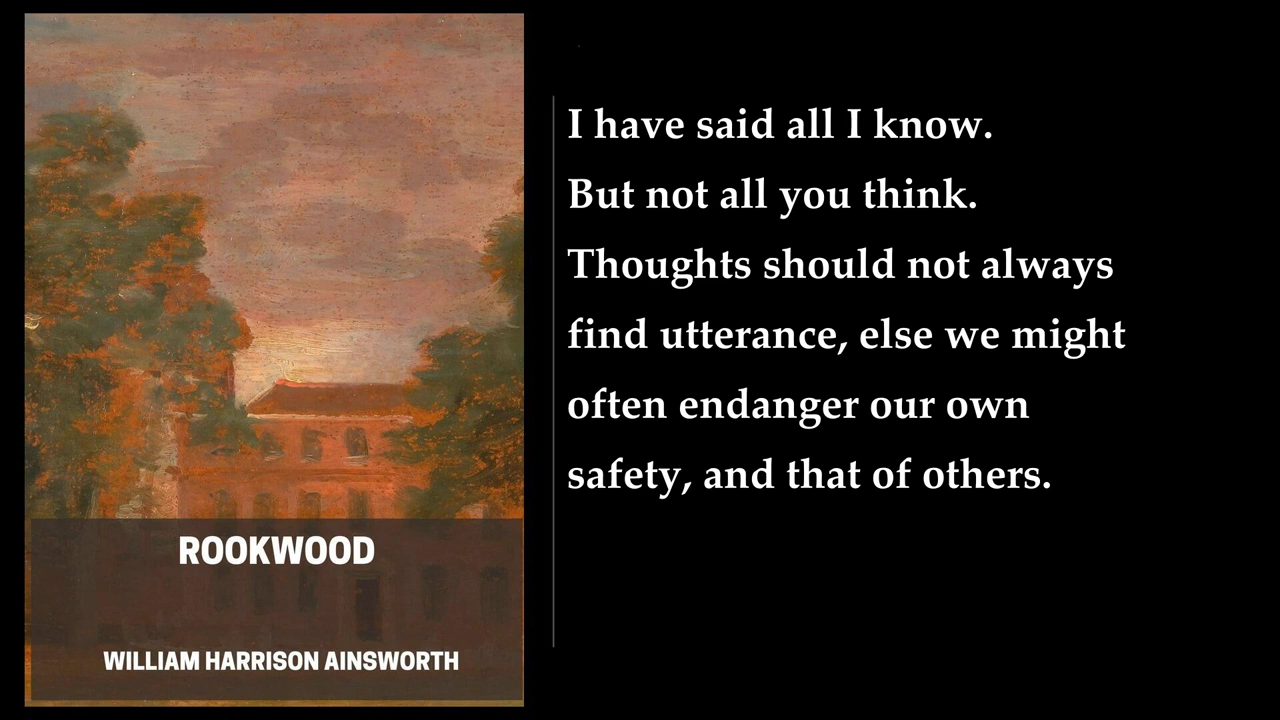 ROOKWOOD
WILLIAM HARRISON AINSWORTH
I have said all I know.
But not all you think.
Thoughts should not always
find utterance, else we might
often endanger our own
safety, and that of others.